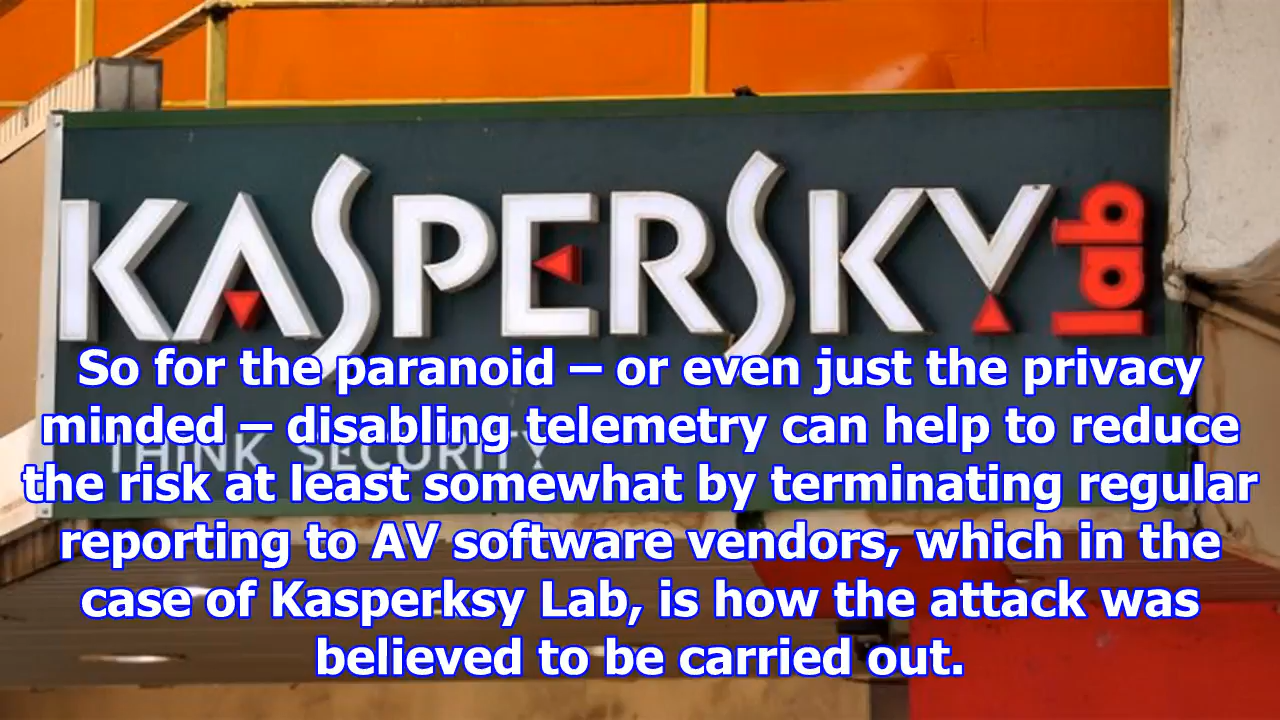 KASPERSKY lab
THINK SECURITY
So for the paranoid – or even just the privacy
minded – disabling telemetry can help to reduce
the risk at least somewhat by terminating regular
reporting to AV software vendors, which in the
case of Kasperksy Lab, is how the attack was
believed to be carried out.